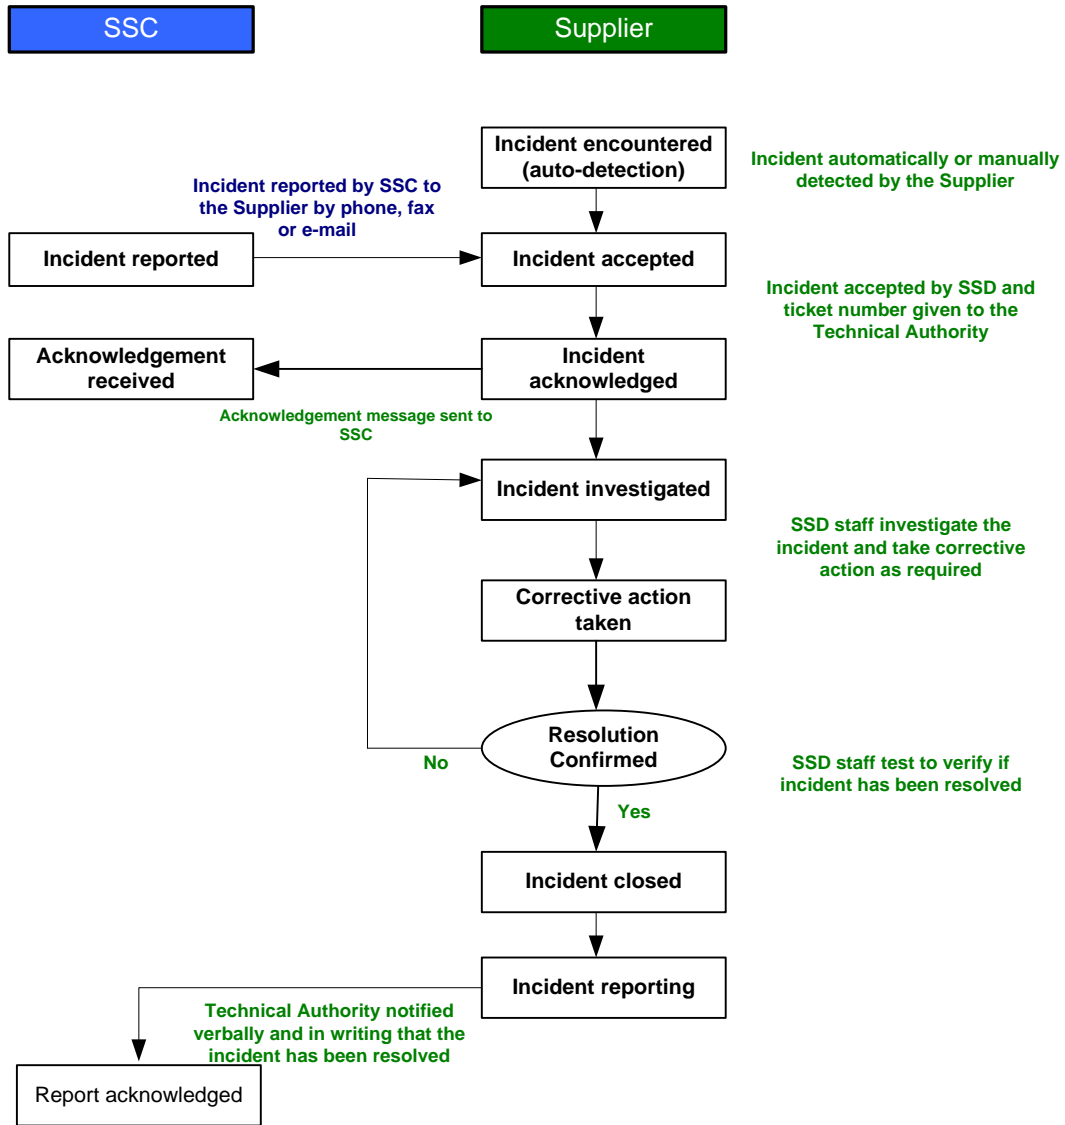 SSC
Supplier
Incident encountered
(auto-detection)
Incident automatically or manually
detected by the Supplier
Incident reported by SSC to
the Supplier by phone, fax
or e-mail
Incident reported
Incident accepted
Incident accepted by SSD and
ticket number given to the
Technical Authority
Acknowledgement
received
Incident
acknowledged
Acknowledgement message sent to
SSC
Incident investigated
SSD staff investigate the
incident and take corrective
action as required
Corrective action
taken
Resolution
Confirmed
No
SSD staff test to verify if
incident has been resolved
Yes
Incident closed
Incident reporting
Technical Authority notified
verbally and in writing that the
incident has been resolved
Report acknowledged